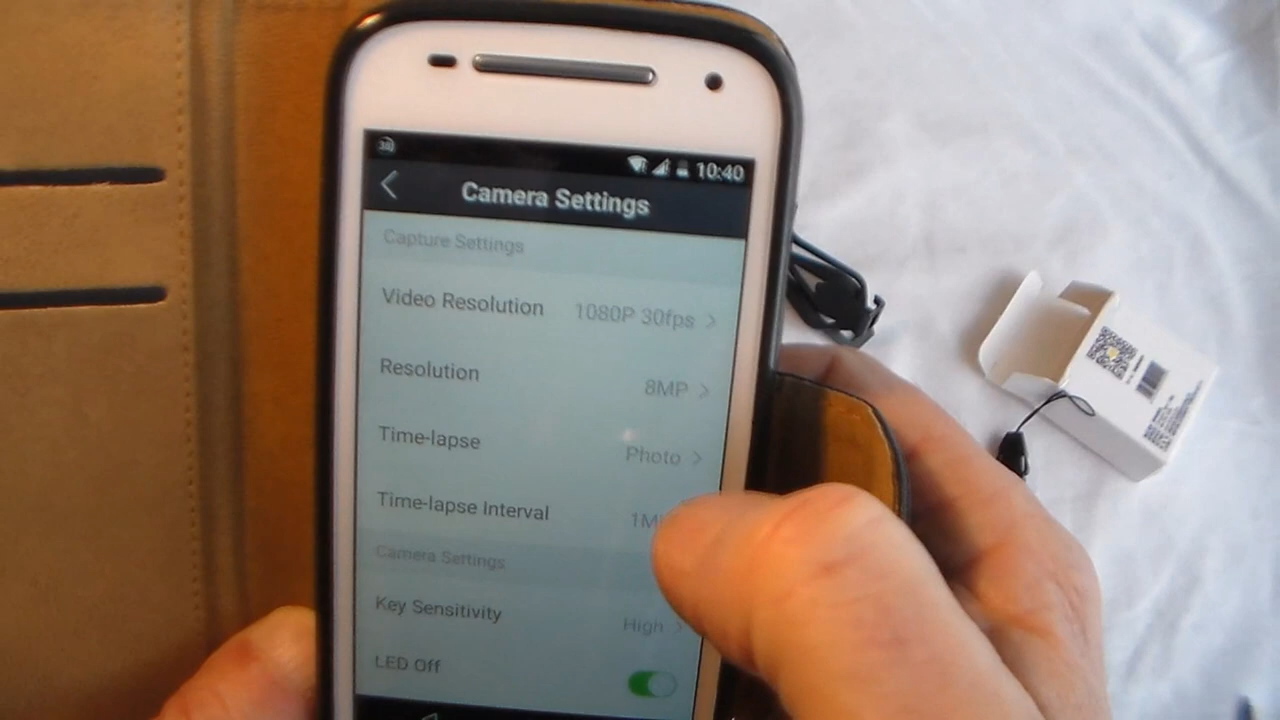 10:40
Camera Settings
Capture Settings
Video Resolution 1080P 30fps
Resolution 8MP
Time-lapse Photo
Time-lapse Interval
Camera Settings
Key Sensitivity High
LED Off